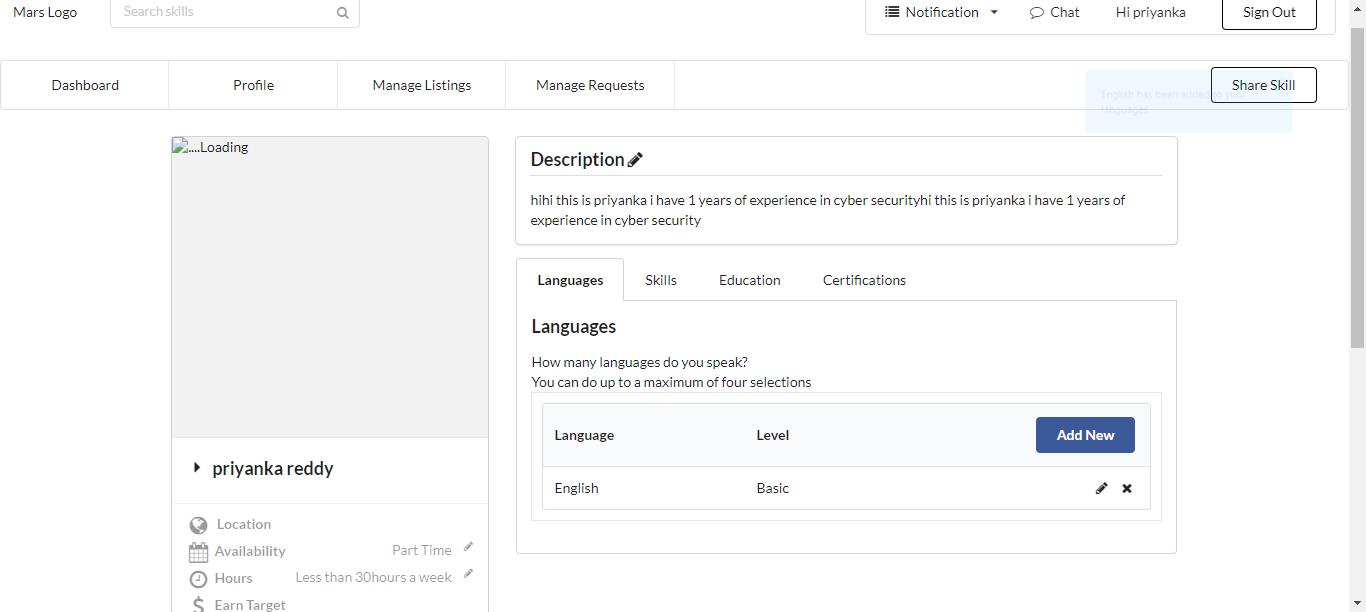 Mars Logo
Search skills
Notification
Chat
Hi priyanka
Sign Out
Dashboard
Profile
Manage Listings
Manage Requests
Share Skill
English has been added to your
languages
....Loading
Description
hihi this is priyanka i have 1 years of experience in cyber securityhi this is priyanka i have 1 years of
experience in cyber security
Languages
Skills
Education
Certifications
Languages
How many languages do you speak?
You can do up to a maximum of four selections
Language
Level
Add New
English
Basic
priyanka reddy
Location
Availability
Part Time
Hours
Less than 30hours a week
Earn Target